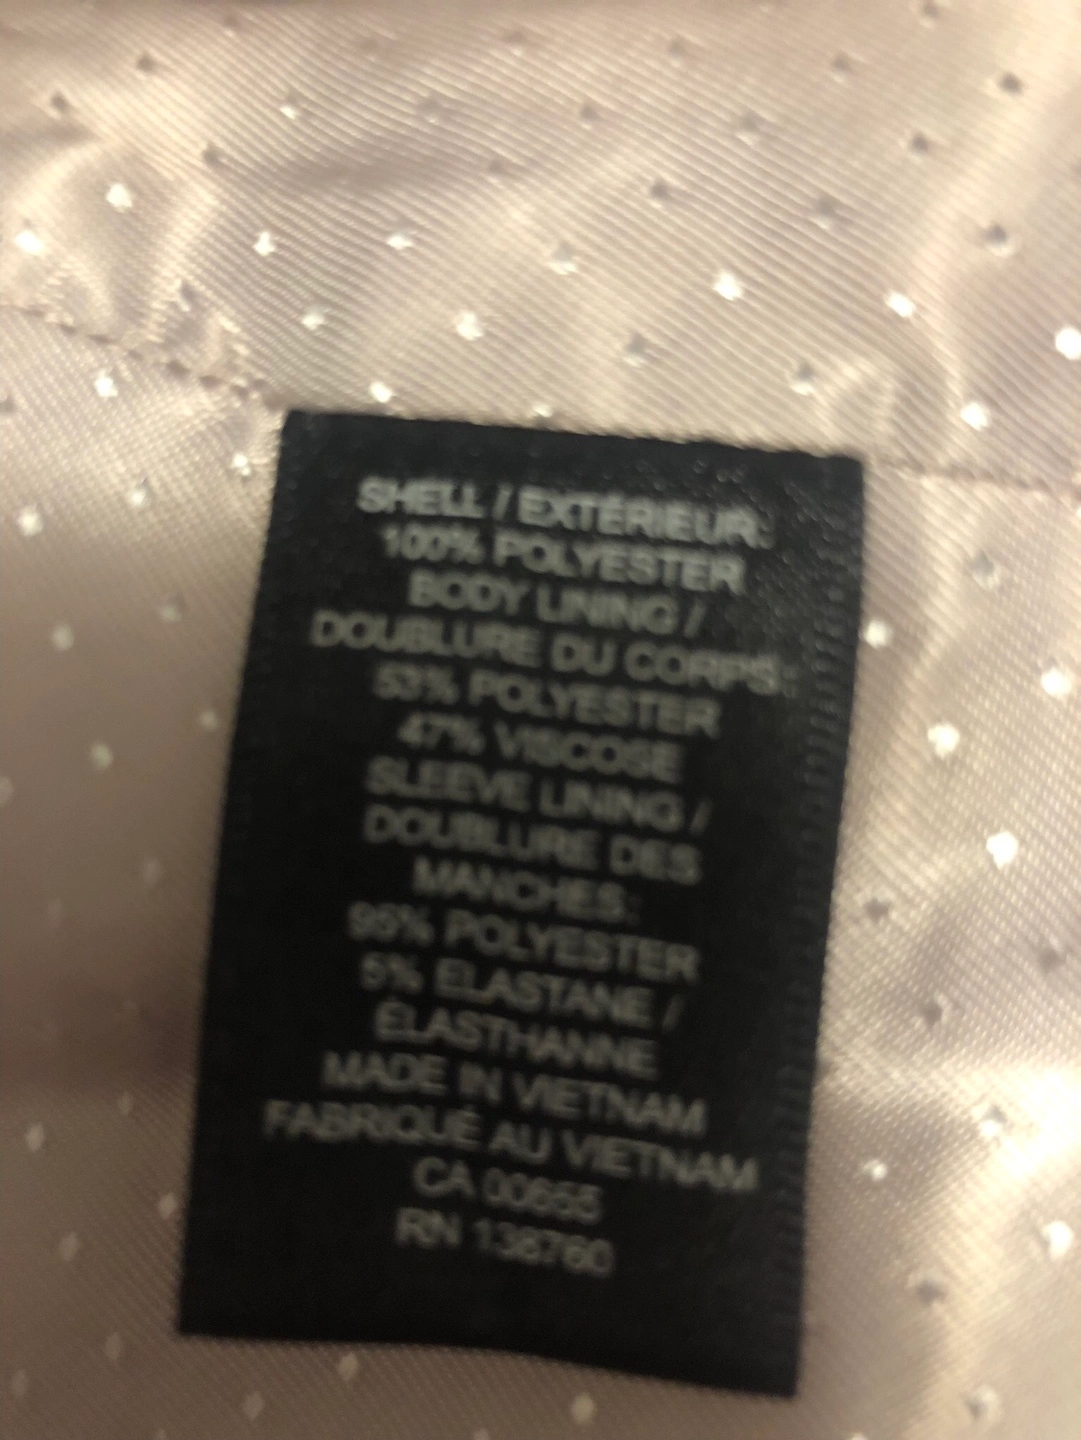 SHELL / EXTÉRIEUR:
100% POLYESTER
BODY LINING /
DOUBLURE DU CORPS:
53% POLYESTER
47% VISCOSE
SLEEVE LINING /
DOUBLURE DES
MANCHES:
95% POLYESTER
5% ELASTANE /
ÉLASTHANNE
MADE IN VIETNAM
FABRIQUÉ AU VIETNAM
CA 00655
RN 138760